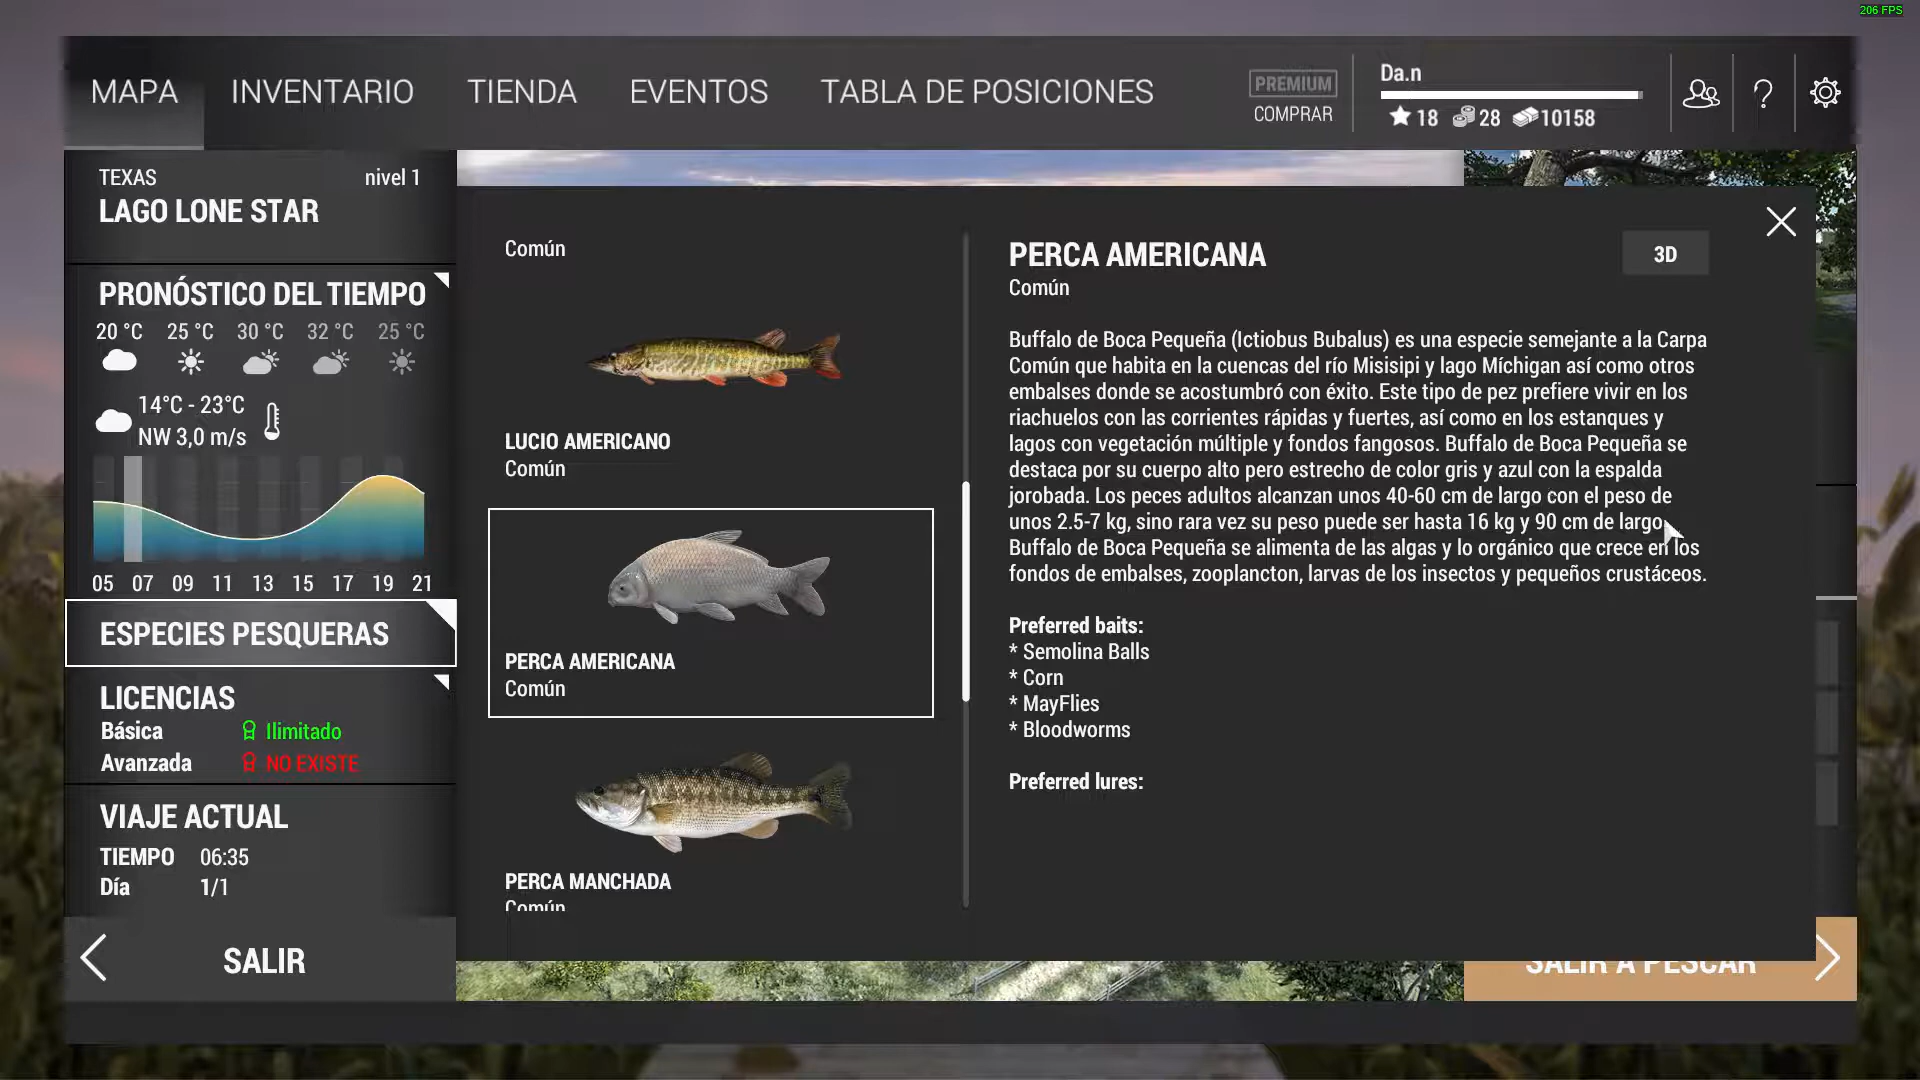 206 FPS
MAPA
INVENTARIO
TIENDA
EVENTOS
TABLA DE POSICIONES
PREMIUM
COMPRAR
Da.n
18 28 10158
TEXAS nivel 1
LAGO LONE STAR
PRONÓSTICO DEL TIEMPO
20 °C 25 °C 30 °C 32 °C 25 °C
14°C - 23°C
NW 3,0 m/s
05 07 09 11 13 15 17 19 21
ESPECIES PESQUERAS
LICENCIAS
Básica Ilimitado
Avanzada NO EXISTE
VIAJE ACTUAL
TIEMPO 06:35
Día 1/1
SALIR
Común
LUCIO AMERICANO
Común
PERCA AMERICANA
Común
PERCA MANCHADA
Común
PERCA AMERICANA
3D
Común
Buffalo de Boca Pequeña (Ictiobus Bubalus) es una especie semejante a la Carpa
Común que habita en la cuencas del río Misisipi y lago Míchigan así como otros
embalses donde se acostumbró con éxito. Este tipo de pez prefiere vivir en los
riachuelos con las corrientes rápidas y fuertes, así como en los estanques y
lagos con vegetación múltiple y fondos fangosos. Buffalo de Boca Pequeña se
destaca por su cuerpo alto pero estrecho de color gris y azul con la espalda
jorobada. Los peces adultos alcanzan unos 40-60 cm de largo con el peso de
unos 2.5-7 kg, sino rara vez su peso puede ser hasta 16 kg y 90 cm de largo.
Buffalo de Boca Pequeña se alimenta de las algas y lo orgánico que crece en los
fondos de embalses, zooplancton, larvas de los insectos y pequeños crustáceos.
Preferred baits:
* Semolina Balls
* Corn
* MayFlies
* Bloodworms
Preferred lures:
SALIR A PESCAR